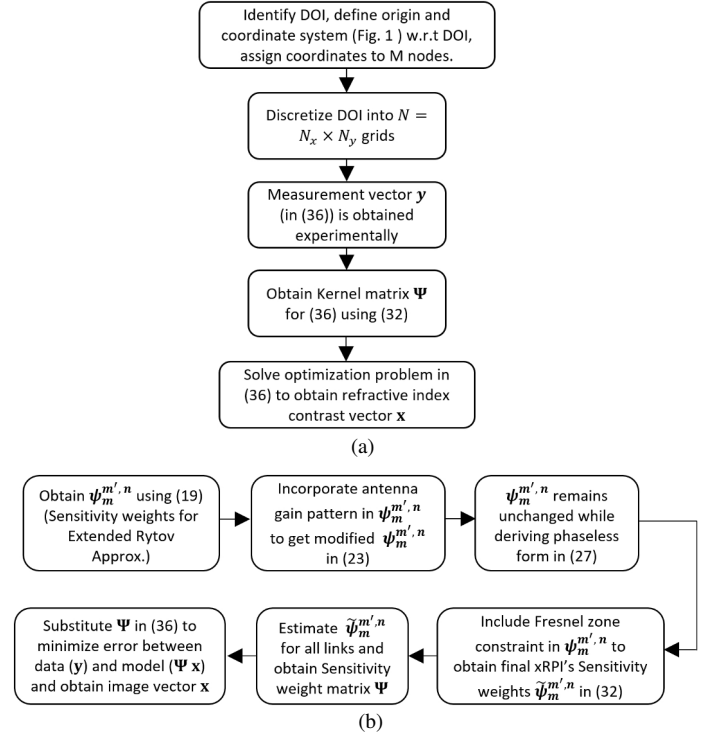 Identify DOI, define origin and
coordinate system (Fig. 1 ) w.r.t DOI,
assign coordinates to M nodes.
Discretize DOI into N =
Nₓ × Nᵧ grids
Measurement vector y
(in (36)) is obtained
experimentally
Obtain Kernel matrix Ψ
for (36) using (32)
Solve optimization problem in
(36) to obtain refractive index
contrast vector x
(a)
Obtain ψ_m^{m′,n} using (19)
(Sensitivity weights for
Extended Rytov
Approx.)
Incorporate antenna
gain pattern in ψ_m^{m′,n}
to get modified ψ_m^{m′,n}
in (23)
ψ_m^{m′,n} remains
unchanged while
deriving phaseless
form in (27)
Include Fresnel zone
constraint in ψ_m^{m′,n} to
obtain final xRPI's Sensitivity
weights ψ̃_m^{m′,n} in (32)
Estimate ψ̃_m^{m′,n}
for all links and
obtain Sensitivity
weight matrix Ψ
Substitute Ψ in (36) to
minimize error between
data (y) and model (Ψ x)
and obtain image vector x
(b)